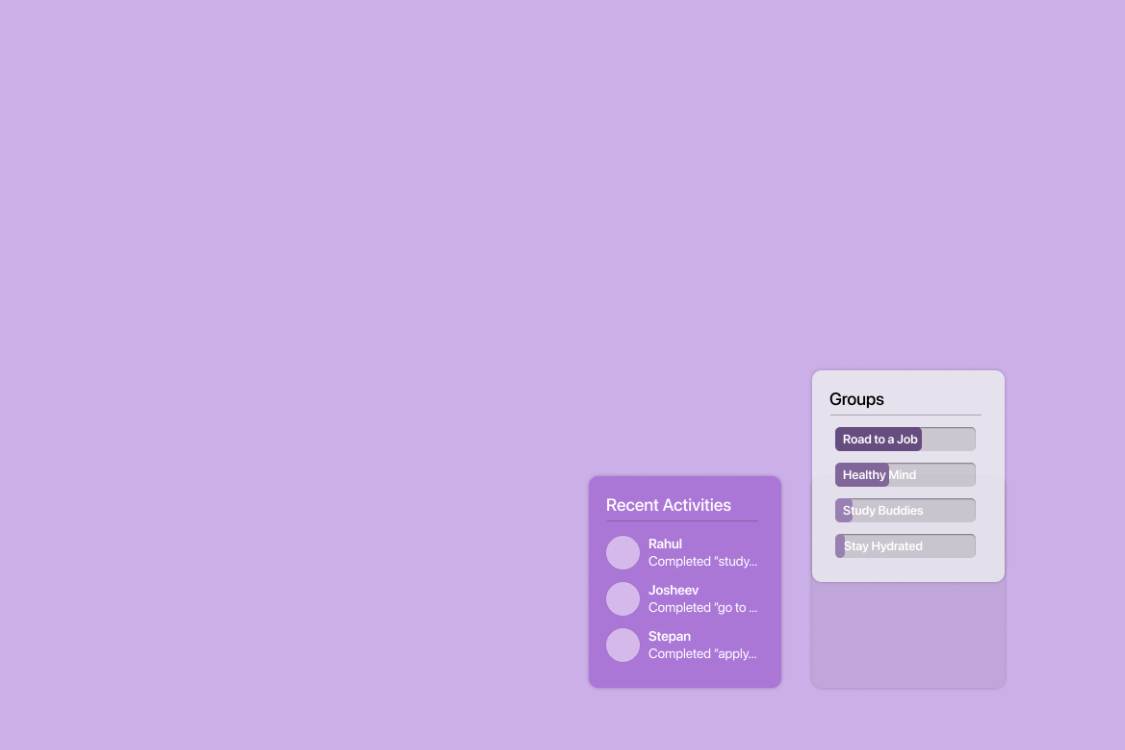 Groups
Road to a Job
Healthy Mind
Study Buddies
Stay Hydrated
Recent Activities
Rahul
Completed "study...
Josheev
Completed "go to ...
Stepan
Completed "apply...